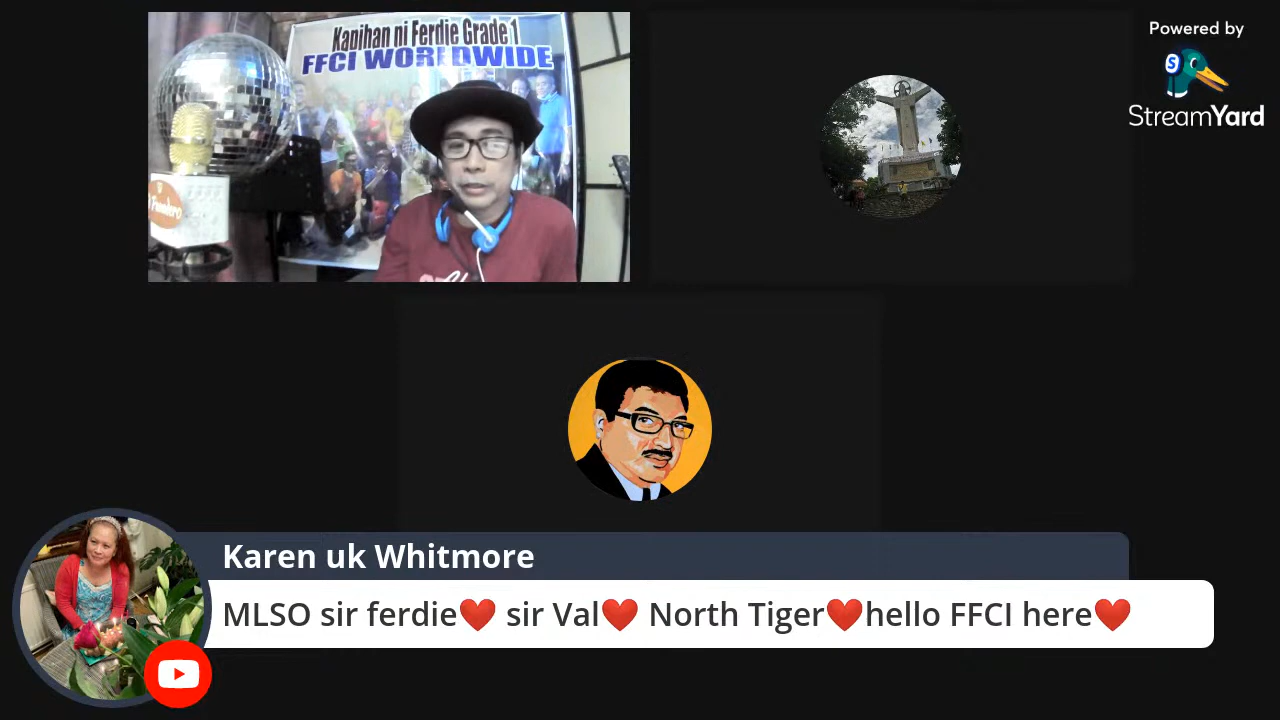 Kapihan ni Ferdie Grade 1
FFCI WORLDWIDE
Powered by
StreamYard
Karen uk Whitmore
MLSO sir ferdie❤️ sir Val❤️ North Tiger❤️hello FFCI here❤️